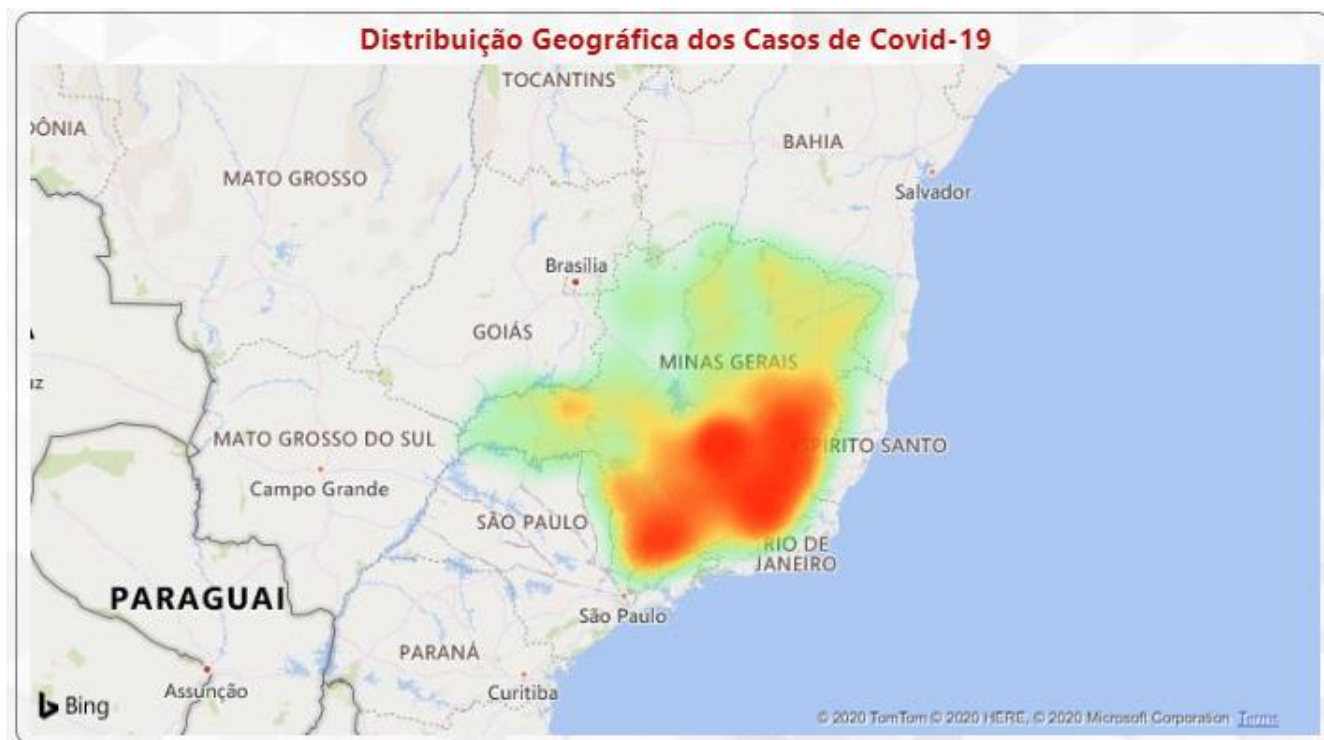 Distribuição Geográfica dos Casos de Covid-19
TOCANTINS
DÔNIA
BAHIA
MATO GROSSO
Salvador
Brasília
GOIÁS
MINAS GERAIS
MATO GROSSO DO SUL
ESPÍRITO SANTO
Campo Grande
SÃO PAULO
RIO DE
JANEIRO
PARAGUAI
São Paulo
PARANÁ
Assunção
Curitiba
Bing
© 2020 TomTom © 2020 HERE, © 2020 Microsoft Corporation Terms